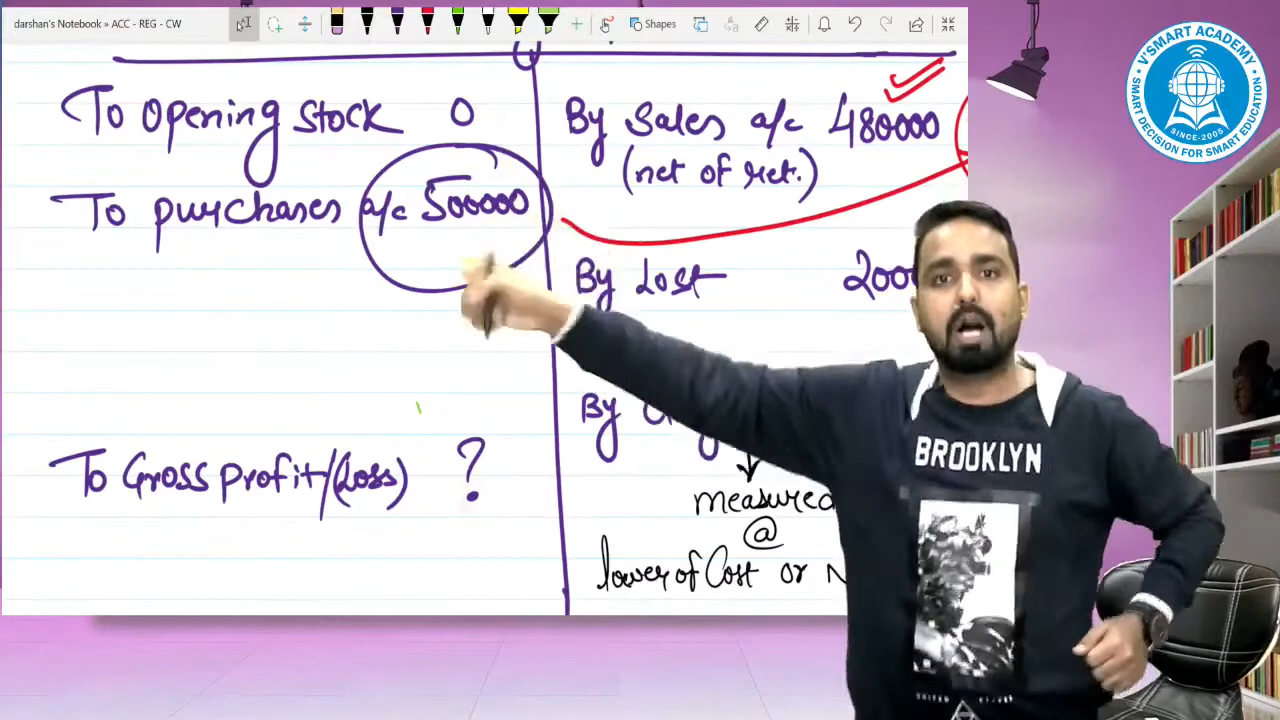 darshan's Notebook » ACC - REG - CW
Shapes
To Opening stock 0
By Sales a/c 480000
(net of ret.)
To purchases a/c 500000
By Lost
By
To Gross profit/(Loss) ?
measured
@
lower of Cost or
V'SMART ACADEMY
SINCE-2005
SMART DECISION FOR SMART EDUCATION
BROOKLYN